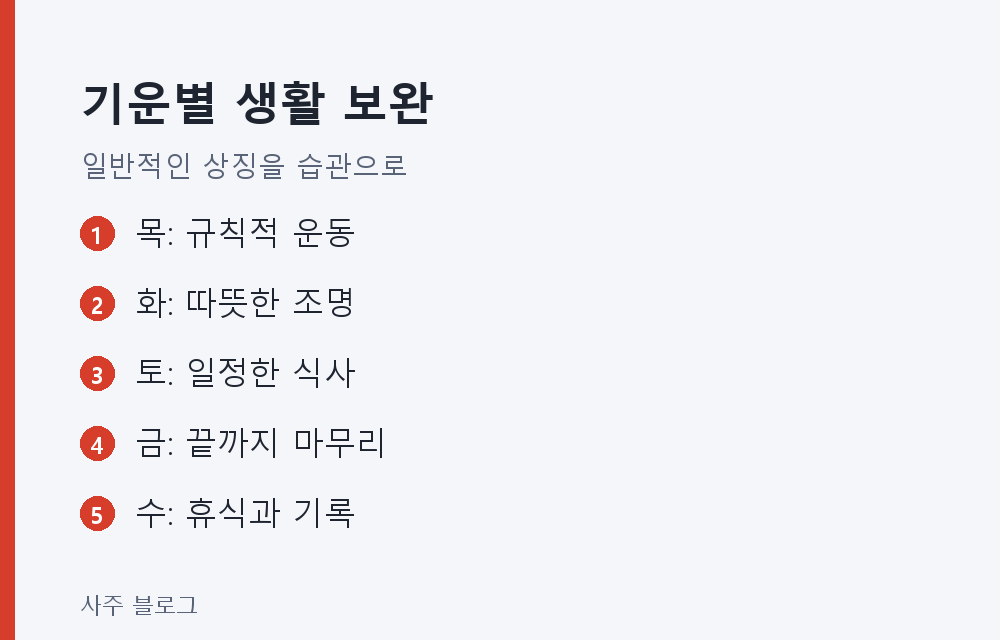 기운별 생활 보완
일반적인 상징을 습관으로
1 목: 규칙적 운동
2 화: 따뜻한 조명
3 토: 일정한 식사
4 금: 끝까지 마무리
5 수: 휴식과 기록
사주 블로그